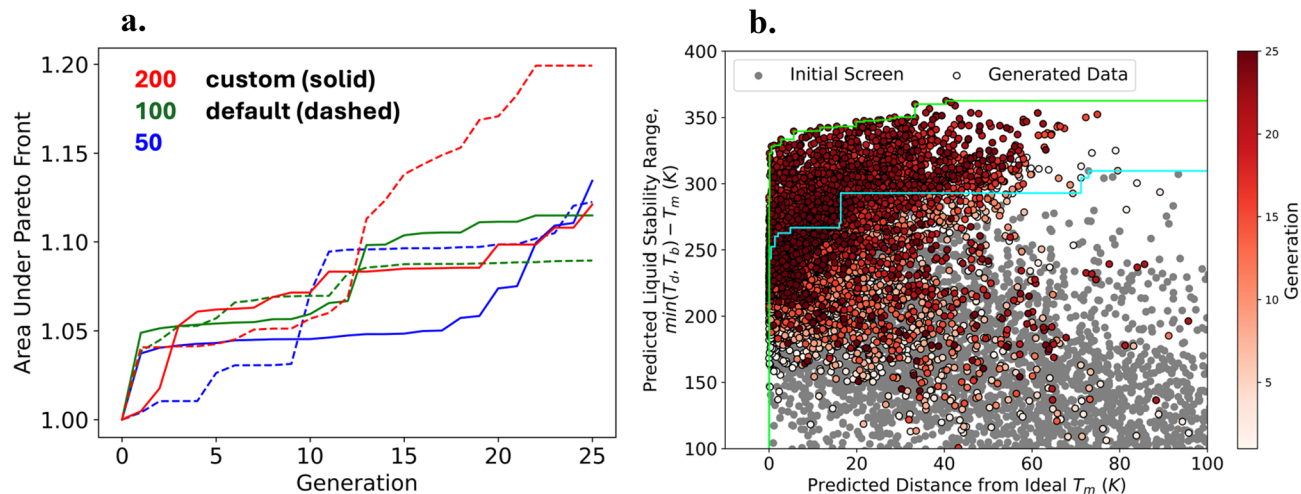 a.
200 custom (solid)
100 default (dashed)
50
1.20
1.15
1.10
1.05
1.00
Area Under Pareto Front
0 5 10 15 20 25
Generation
b.
Initial Screen Generated Data
400
350
300
250
200
150
100
Predicted Liquid Stability Range,
min(T_d, T_b) − T_m (K)
0 20 40 60 80 100
Predicted Distance from Ideal T_m (K)
25
20
15
10
5
Generation